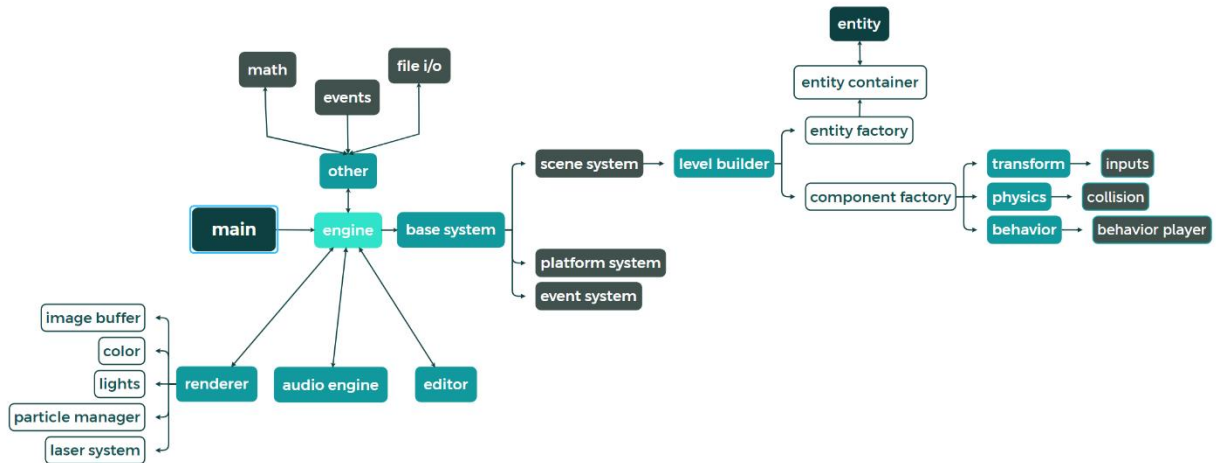 entity
math
file i/o
events
entity container
entity factory
other
scene system
level builder
transform
inputs
component factory
physics
collision
main
engine
base system
behavior
behavior player
platform system
event system
image buffer
color
lights
renderer
audio engine
editor
particle manager
laser system